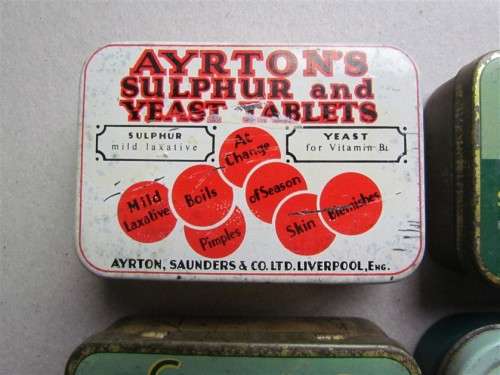 AYRTON'S
SULPHUR and
YEAST TABLETS
SULPHUR
mild laxative
YEAST
for Vitamin B1
At
Change
of Season
Mild
Laxative
Boils
Pimples
Skin
Blemishes
AYRTON, SAUNDERS & CO. LTD. LIVERPOOL, ENG.